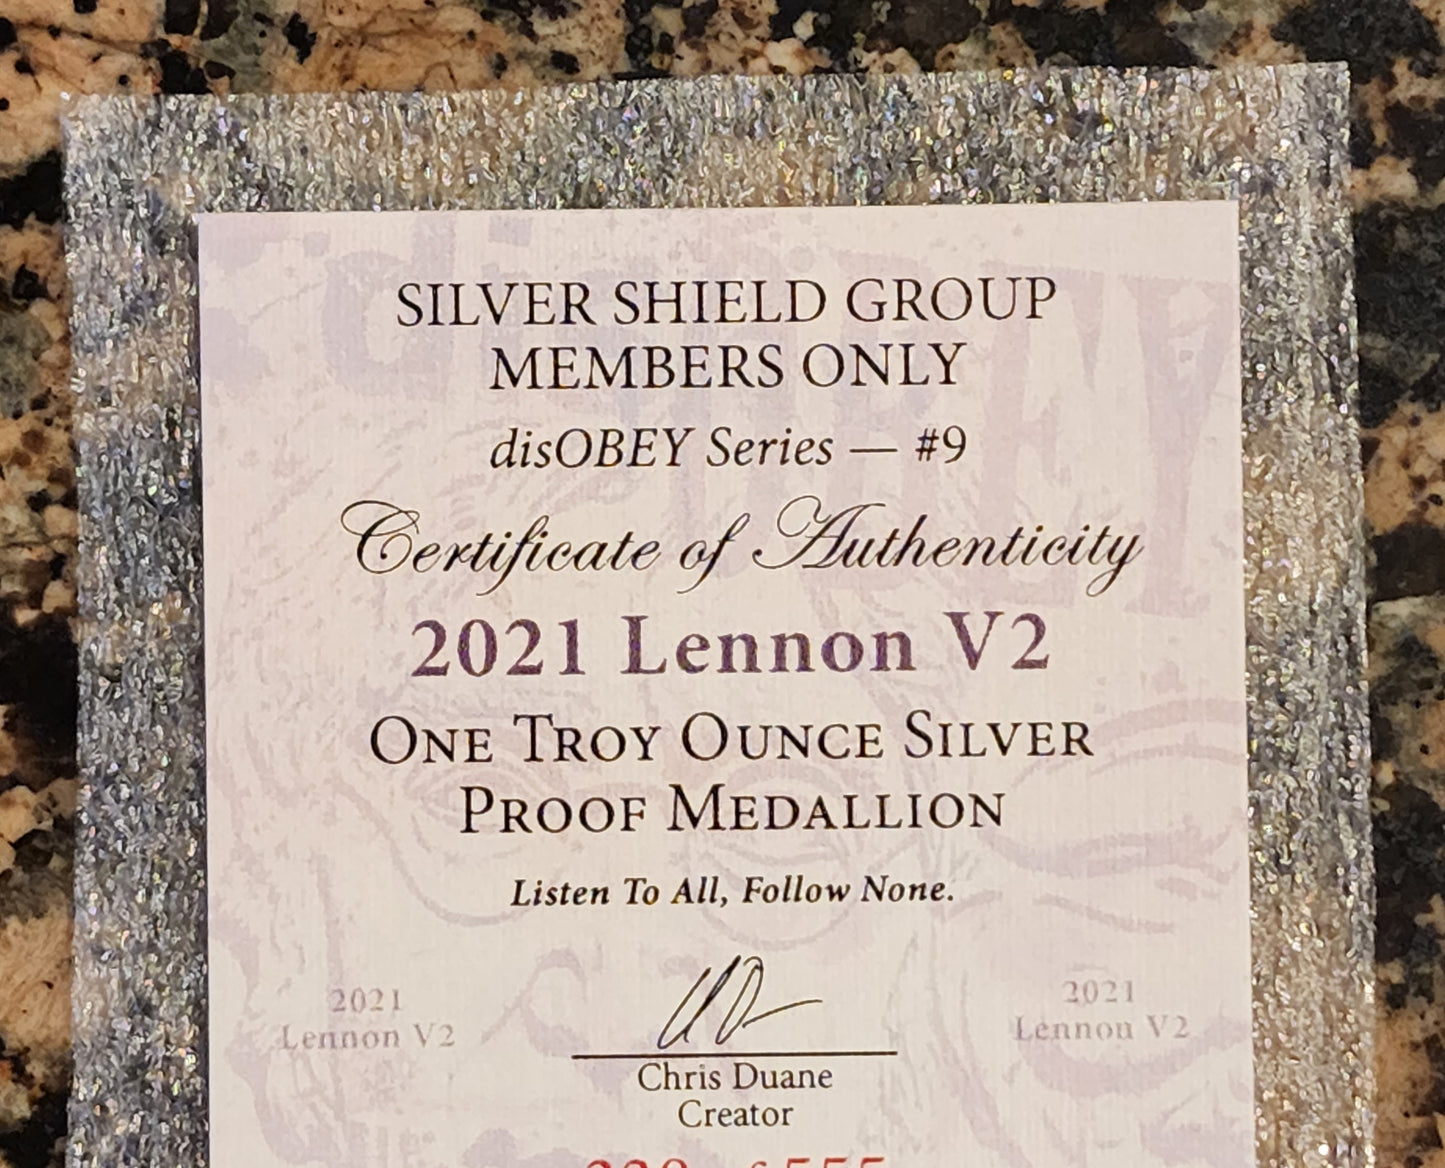 SILVER SHIELD GROUP
MEMBERS ONLY
disOBEY Series — #9
Certificate of Authenticity
2021 Lennon V2
ONE TROY OUNCE SILVER
PROOF MEDALLION
Listen To All, Follow None.
2021
Lennon V2
2021
Lennon V2
Chris Duane
Creator